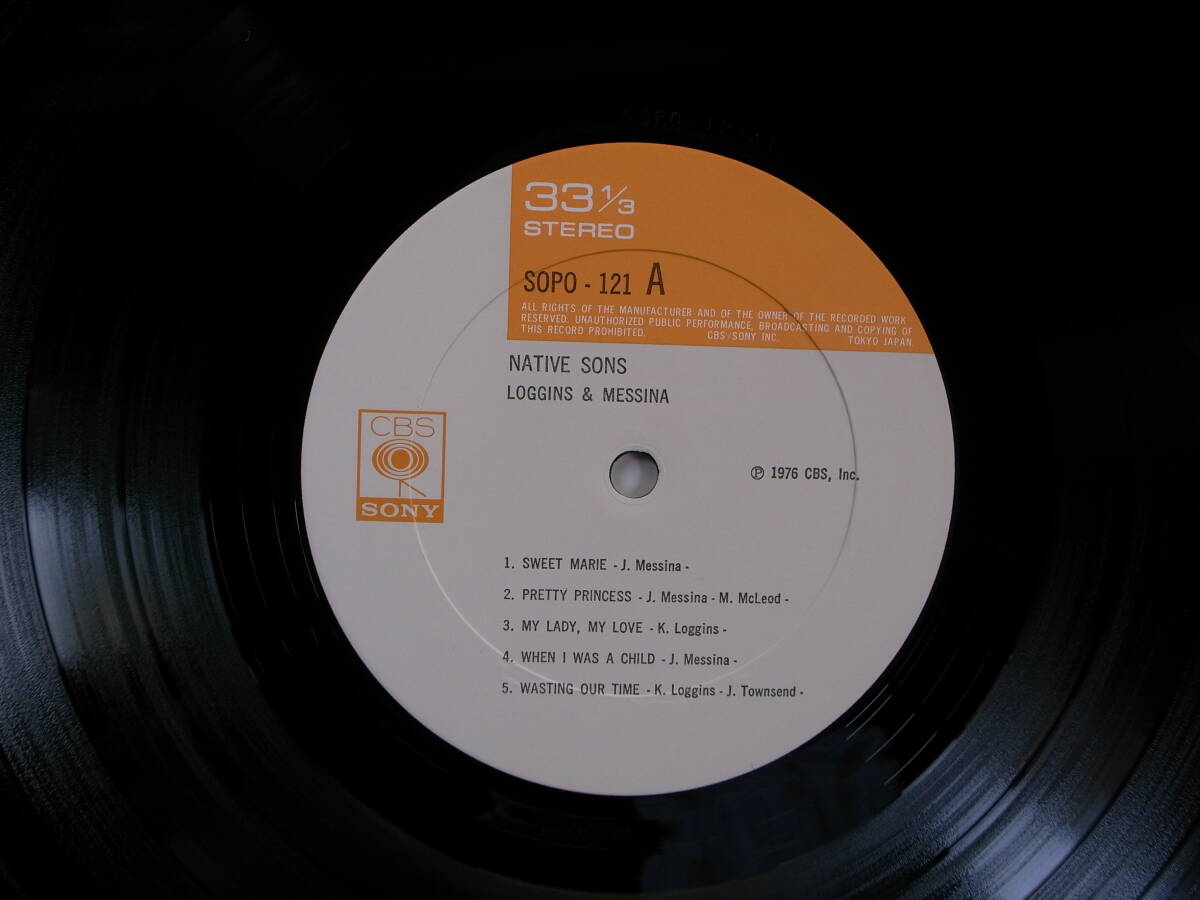 33 1/3
STEREO
SOPO - 121 A
ALL RIGHTS OF THE MANUFACTURER AND OF THE OWNER OF THE RECORDED WORK
RESERVED. UNAUTHORIZED PUBLIC PERFORMANCE, BROADCASTING AND COPYING OF
THIS RECORD PROHIBITED. CBS/SONY INC. TOKYO JAPAN.
NATIVE SONS
LOGGINS & MESSINA
CBS
SONY
℗ 1976 CBS, Inc.
1. SWEET MARIE - J. Messina -
2. PRETTY PRINCESS - J. Messina - M. McLeod -
3. MY LADY, MY LOVE - K. Loggins -
4. WHEN I WAS A CHILD - J. Messina -
5. WASTING OUR TIME - K. Loggins - J. Townsend -